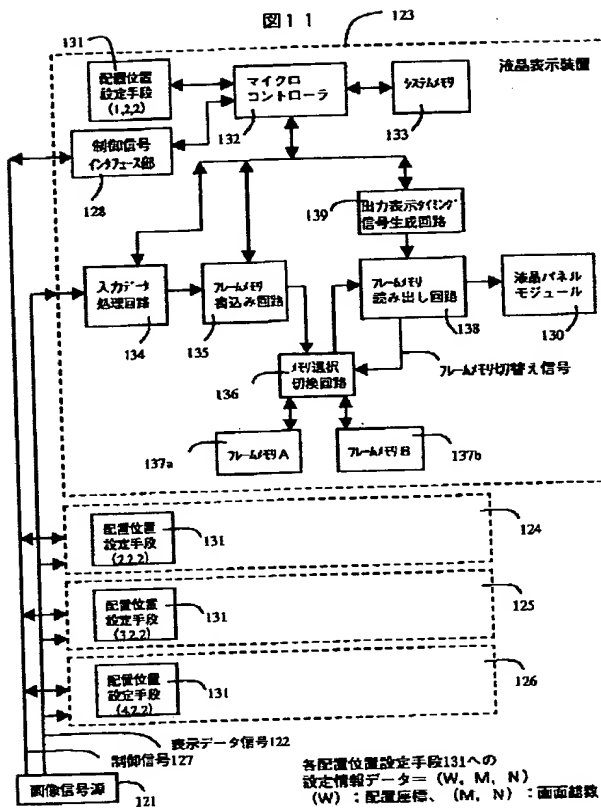 図11
123
131
配置位置
設定手段
(1,2,2)
マイクロ
コントローラ
132
システムメモリ
133
液晶表示装置
制御信号
インタフェース部
128
139
出力表示タイミング
信号生成回路
入力データ
処理回路
134
フレームメモリ
書込み回路
135
フレームメモリ
読み出し回路
138
液晶パネル
モジュール
130
メモリ選択
切換回路
136
フレームメモリ切替え信号
フレームメモリA
137a
フレームメモリB
137b
配置位置
設定手段
(2,2,2)
131
124
配置位置
設定手段
(3,2,2)
131
125
配置位置
設定手段
(4,2,2)
131
126
表示データ信号122
制御信号127
画像信号源
121
各配置位置設定手段131への
設定情報データ=(W, M, N)
(W):配置座標、(M, N):画面総数